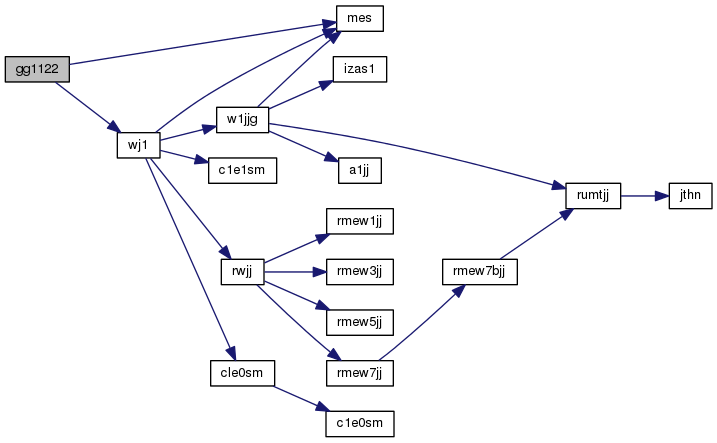 mes
gg1122
izas1
w1jjg
wj1
c1e1sm
a1jj
rumtjj
jthn
rmew1jj
rwjj
rmew3jj
rmew7bjj
rmew5jj
cle0sm
rmew7jj
c1e0sm